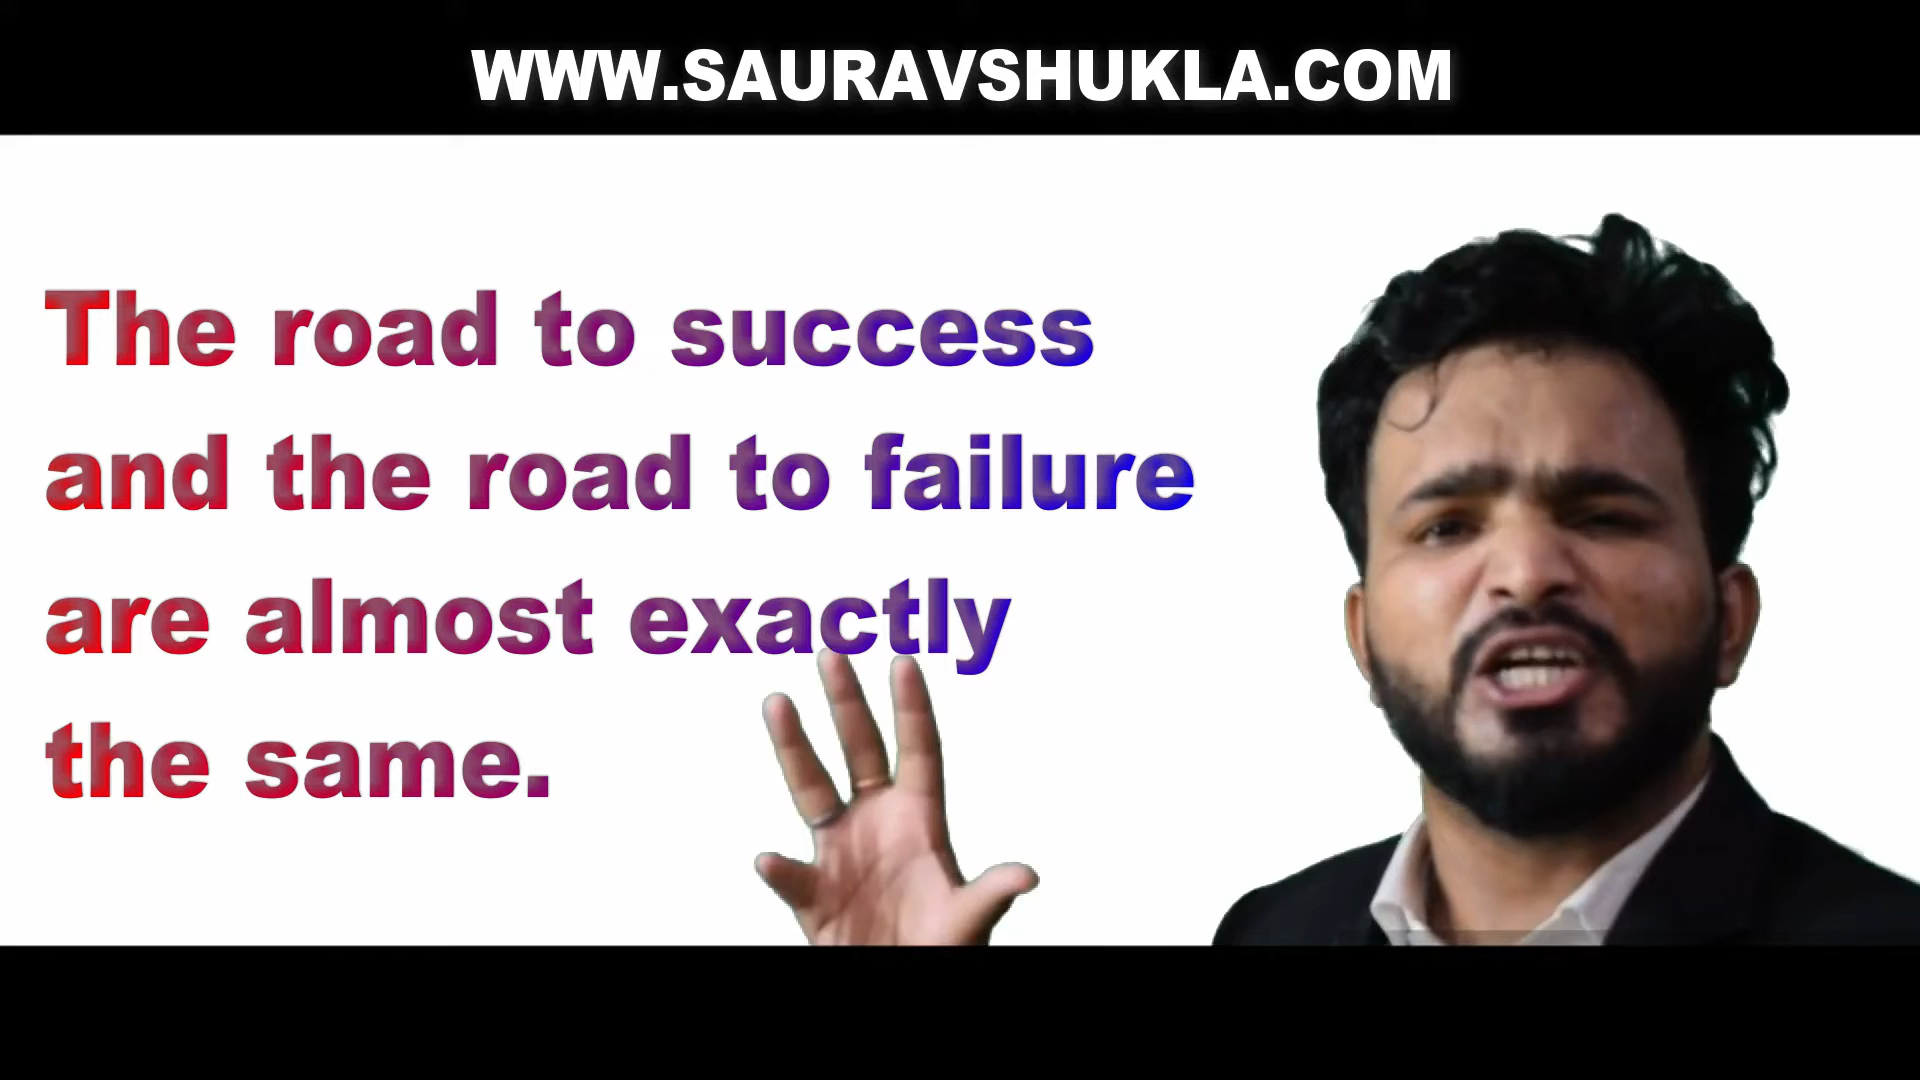 WWW.SAURAVSHUKLA.COM
The road to success
and the road to failure
are almost exactly
the same.